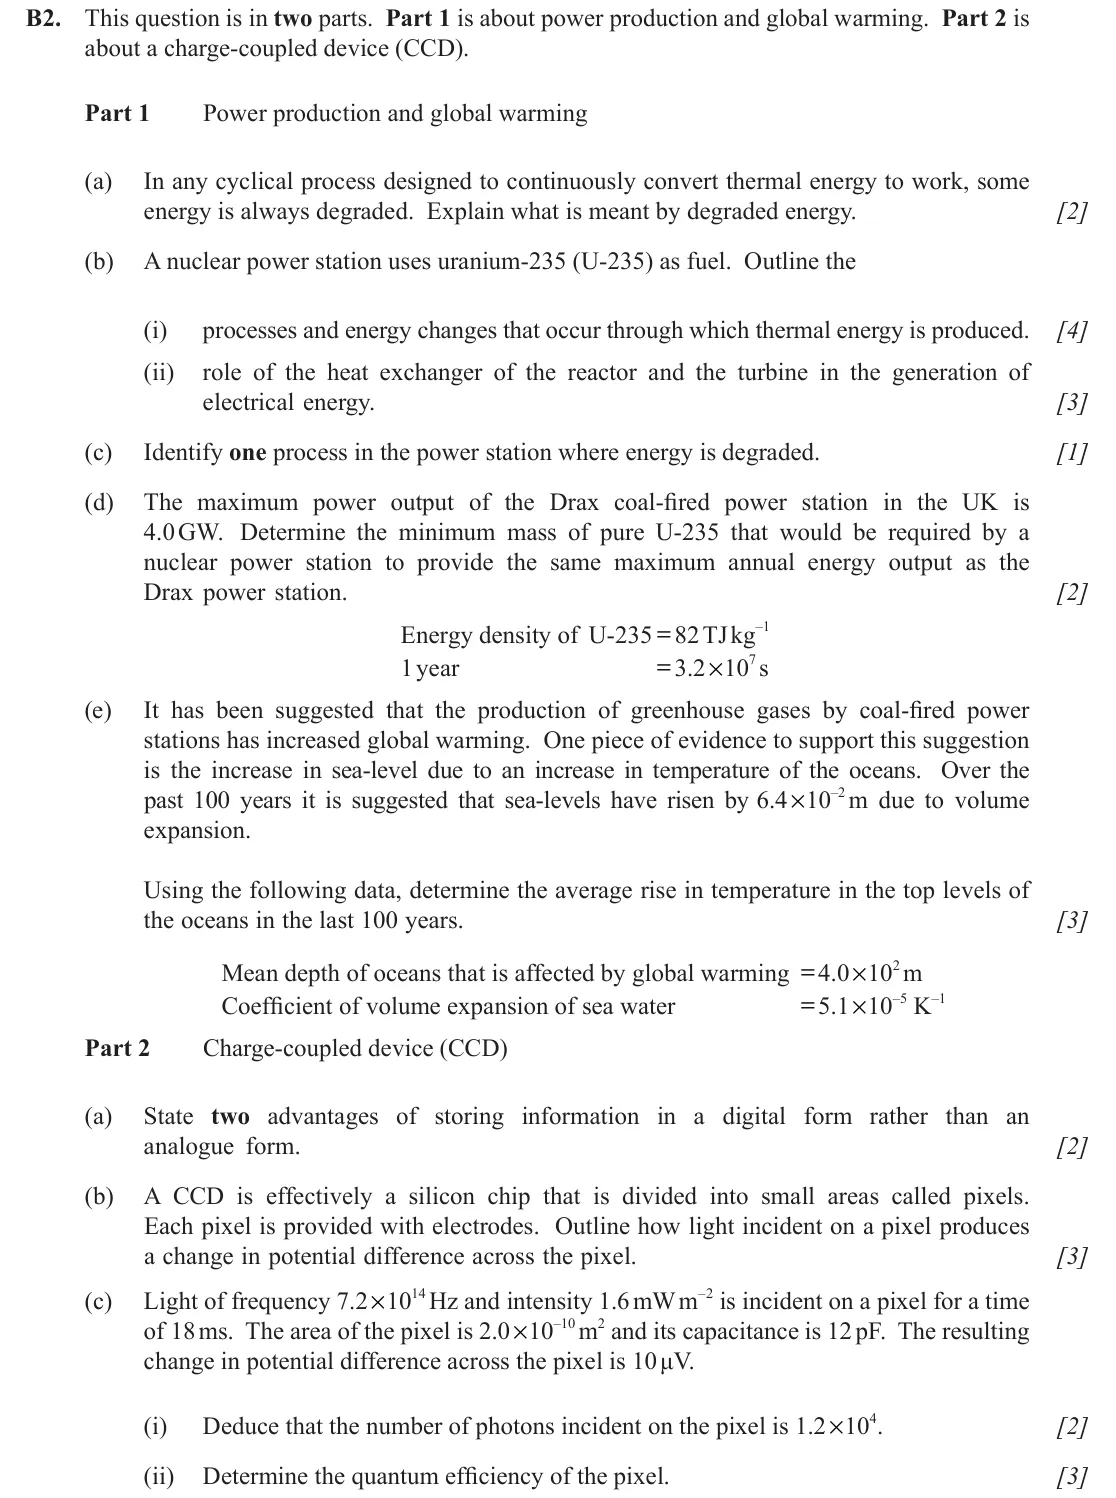 B2. This question is in two parts. Part 1 is about power production and global warming. Part 2 is
about a charge-coupled device (CCD).
Part 1 Power production and global warming
(a) In any cyclical process designed to continuously convert thermal energy to work, some
energy is always degraded. Explain what is meant by degraded energy. [2]
(b) A nuclear power station uses uranium-235 (U-235) as fuel. Outline the
(i) processes and energy changes that occur through which thermal energy is produced. [4]
(ii) role of the heat exchanger of the reactor and the turbine in the generation of
electrical energy. [3]
(c) Identify one process in the power station where energy is degraded. [1]
(d) The maximum power output of the Drax coal-fired power station in the UK is
4.0 GW. Determine the minimum mass of pure U-235 that would be required by a
nuclear power station to provide the same maximum annual energy output as the
Drax power station. [2]
Energy density of U-235 = 82 TJ kg⁻¹
1 year = 3.2×10⁷ s
(e) It has been suggested that the production of greenhouse gases by coal-fired power
stations has increased global warming. One piece of evidence to support this suggestion
is the increase in sea-level due to an increase in temperature of the oceans. Over the
past 100 years it is suggested that sea-levels have risen by 6.4×10⁻² m due to volume
expansion.
Using the following data, determine the average rise in temperature in the top levels of
the oceans in the last 100 years. [3]
Mean depth of oceans that is affected by global warming = 4.0×10² m
Coefficient of volume expansion of sea water = 5.1×10⁻⁵ K⁻¹
Part 2 Charge-coupled device (CCD)
(a) State two advantages of storing information in a digital form rather than an
analogue form. [2]
(b) A CCD is effectively a silicon chip that is divided into small areas called pixels.
Each pixel is provided with electrodes. Outline how light incident on a pixel produces
a change in potential difference across the pixel. [3]
(c) Light of frequency 7.2×10¹⁴ Hz and intensity 1.6 mW m⁻² is incident on a pixel for a time
of 18 ms. The area of the pixel is 2.0×10⁻¹⁰ m² and its capacitance is 12 pF. The resulting
change in potential difference across the pixel is 10 µV.
(i) Deduce that the number of photons incident on the pixel is 1.2×10⁴. [2]
(ii) Determine the quantum efficiency of the pixel. [3]